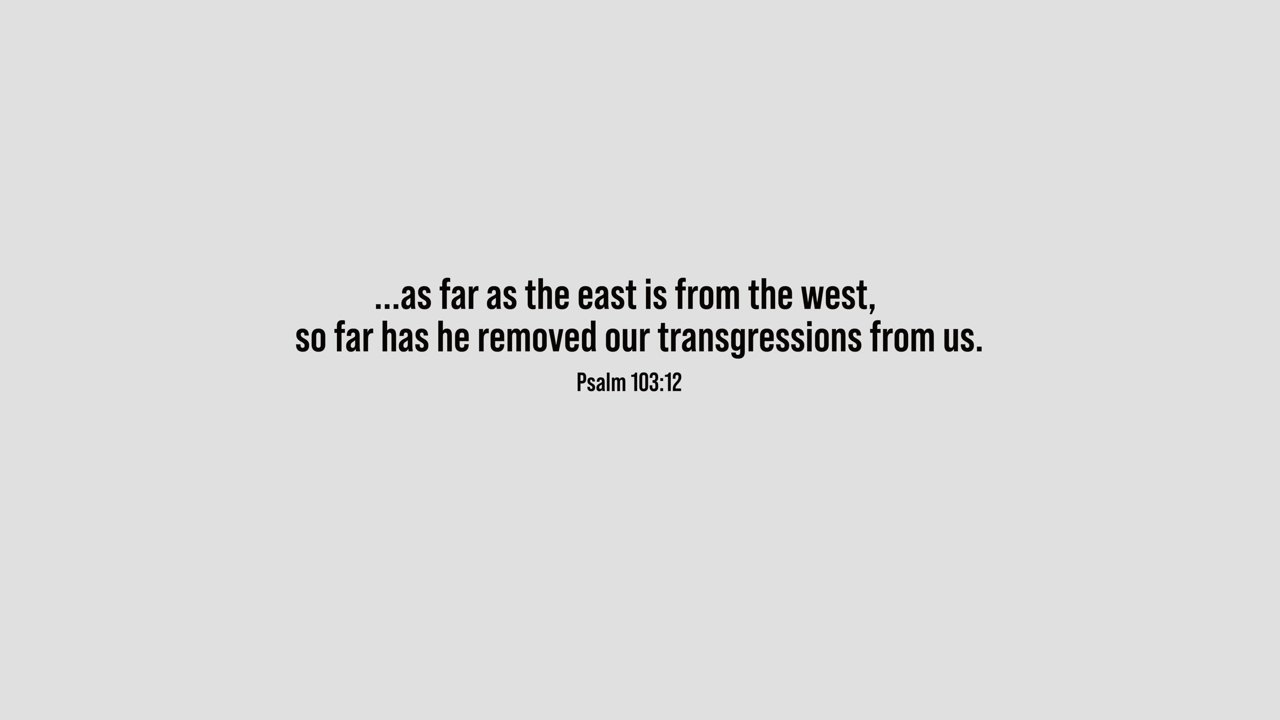 ...as far as the east is from the west,
so far has he removed our transgressions from us.
Psalm 103:12